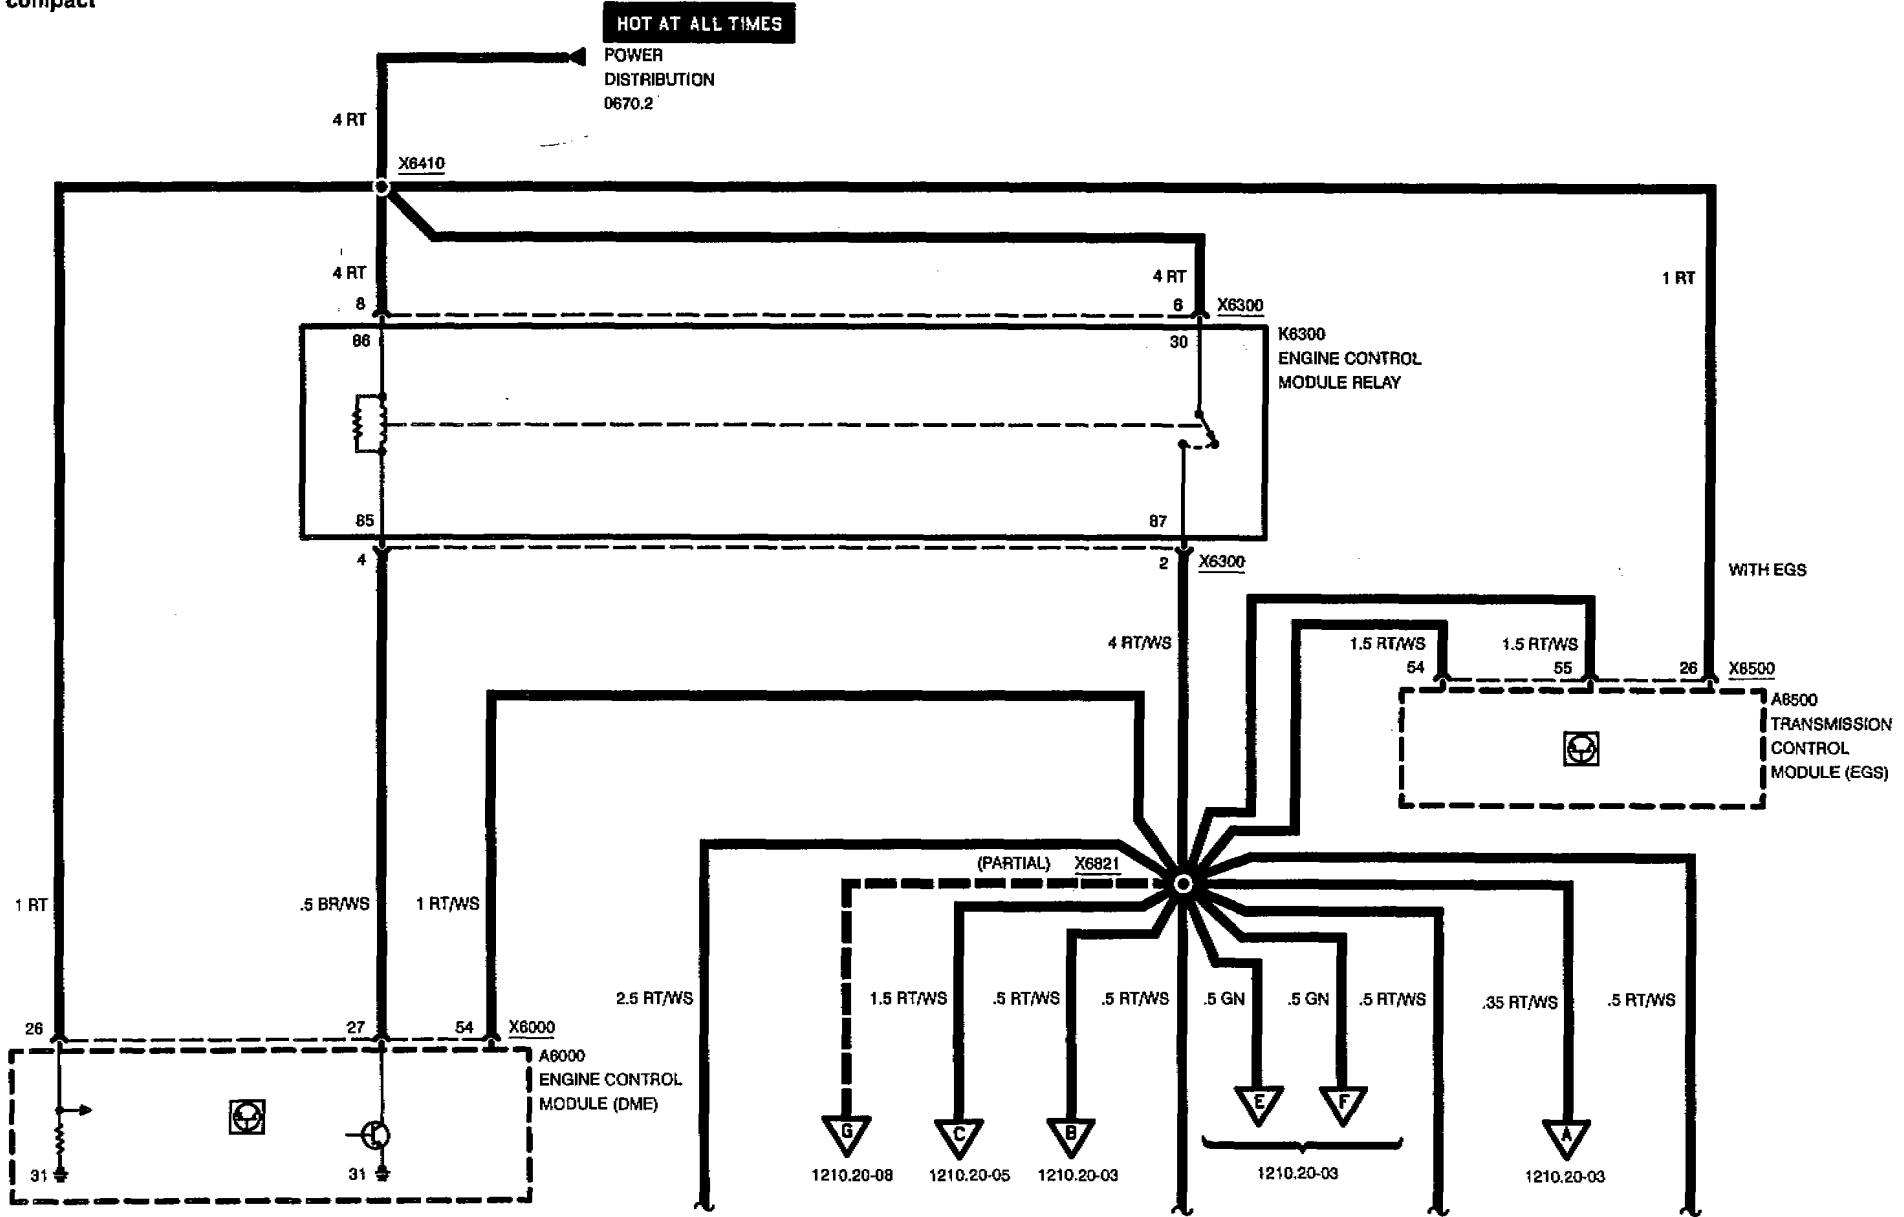 compact
HOT AT ALL TIMES
POWER
DISTRIBUTION
0670.2
4 RT
X6410
4 RT
4 RT
1 RT
8
6
X6300
86
30
K6300
ENGINE CONTROL
MODULE RELAY
85
87
4
2
X6300
WITH EGS
4 RT/WS
1.5 RT/WS
1.5 RT/WS
54
55
26
X8500
A8500
TRANSMISSION
CONTROL
MODULE (EGS)
(PARTIAL)
X6821
1 RT
.5 BR/WS
1 RT/WS
2.5 RT/WS
1.5 RT/WS
.5 RT/WS
.5 RT/WS
.5 GN
.5 GN
.5 RT/WS
.35 RT/WS
.5 RT/WS
26
27
54
X6000
A6000
ENGINE CONTROL
MODULE (DME)
31
31
G
C
B
E
F
A
1210.20-08
1210.20-05
1210.20-03
1210.20-03
1210.20-03